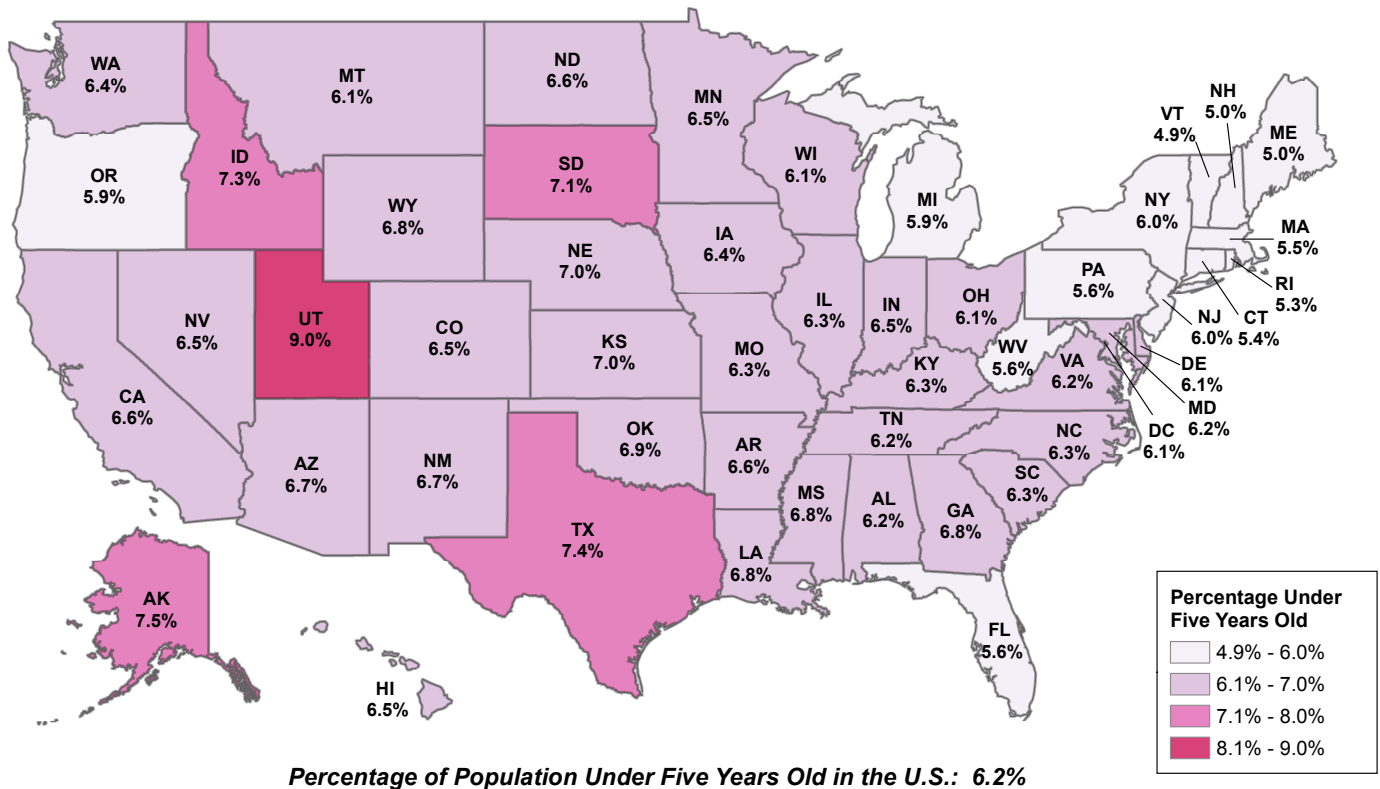 WA
6.4%
MT
6.1%
ND
6.6%
MN
6.5%
VT
4.9%
NH
5.0%
ME
5.0%
OR
5.9%
ID
7.3%
SD
7.1%
WI
6.1%
WY
6.8%
MI
5.9%
NY
6.0%
MA
5.5%
NE
7.0%
IA
6.4%
PA
5.6%
RI
5.3%
NV
6.5%
UT
9.0%
CO
6.5%
KS
7.0%
MO
6.3%
IL
6.3%
IN
6.5%
OH
6.1%
NJ
6.0%
CT
5.4%
WV
5.6%
VA
6.2%
DE
6.1%
CA
6.6%
KY
6.3%
MD
6.2%
DC
6.1%
AZ
6.7%
NM
6.7%
OK
6.9%
AR
6.6%
TN
6.2%
NC
6.3%
SC
6.3%
TX
7.4%
LA
6.8%
MS
6.8%
AL
6.2%
GA
6.8%
FL
5.6%
AK
7.5%
HI
6.5%
Percentage Under
Five Years Old
4.9% - 6.0%
6.1% - 7.0%
7.1% - 8.0%
8.1% - 9.0%
Percentage of Population Under Five Years Old in the U.S.: 6.2%